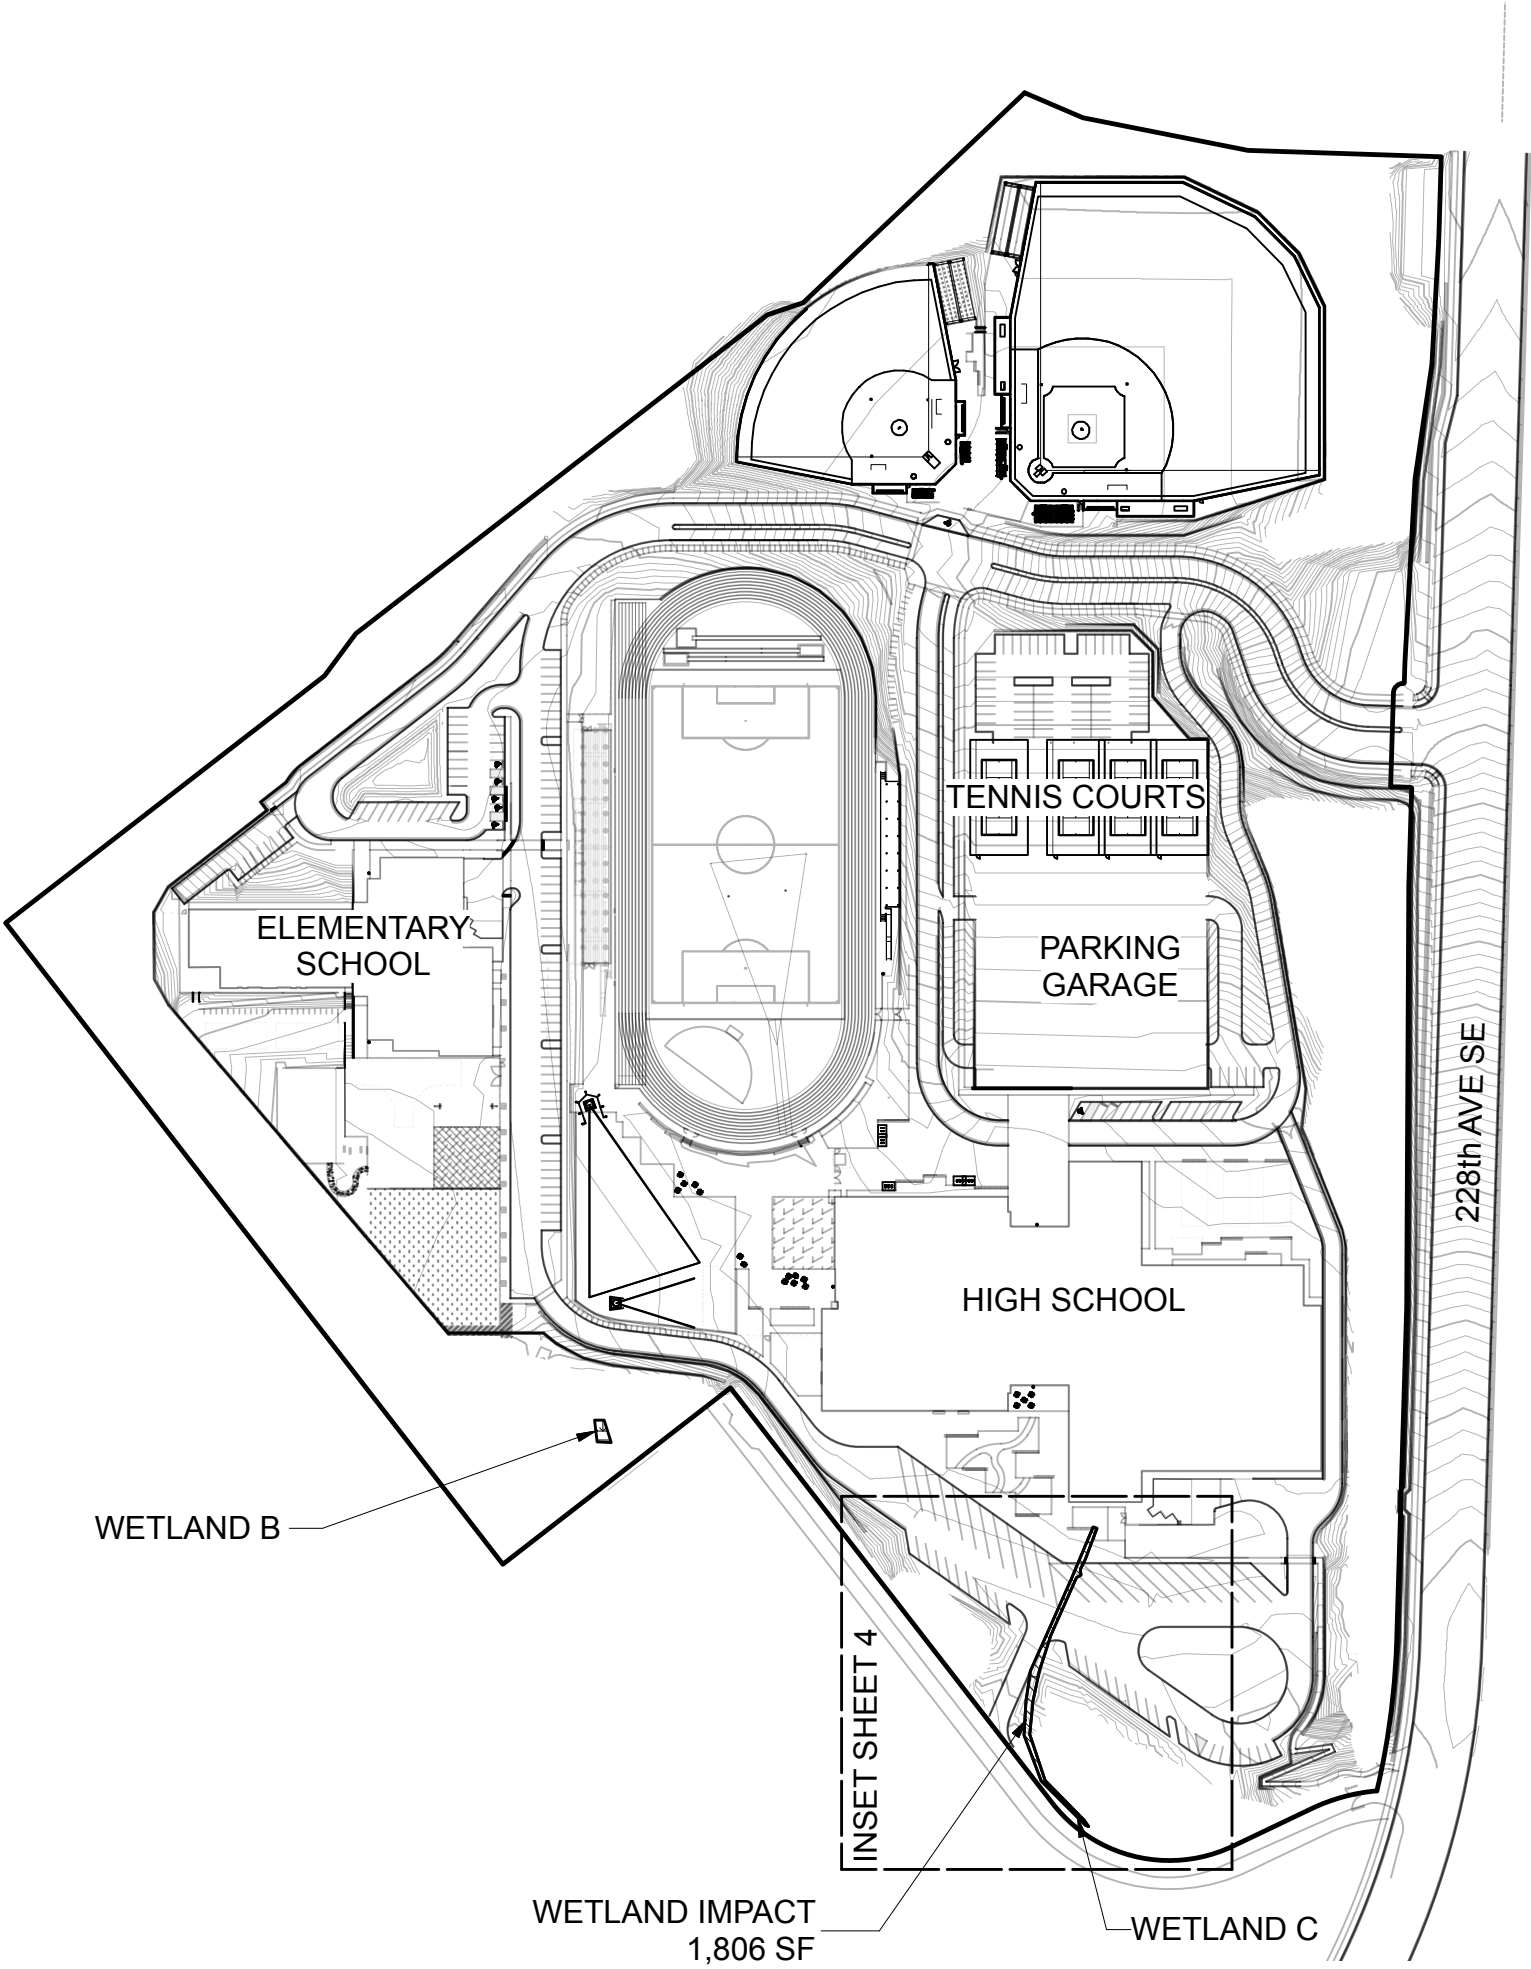 TENNIS COURTS
ELEMENTARY
SCHOOL
PARKING
GARAGE
228th AVE SE
HIGH SCHOOL
WETLAND B
INSET SHEET 4
WETLAND IMPACT
1,806 SF
WETLAND C